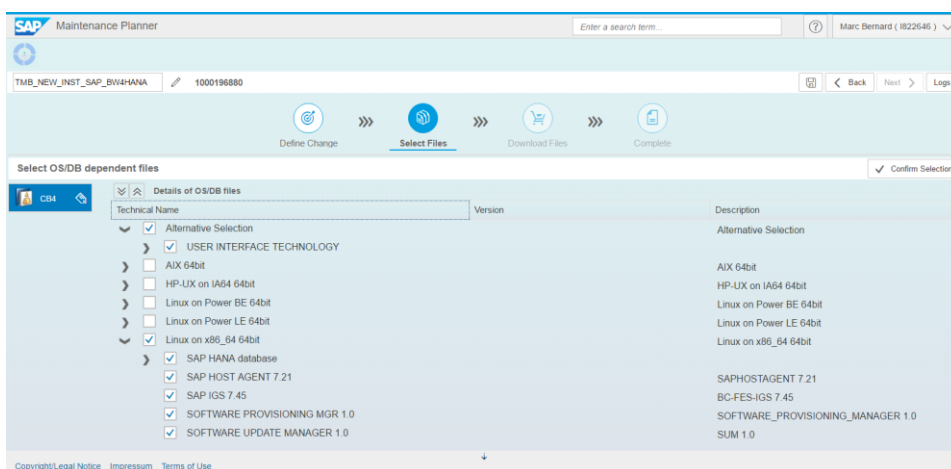 SAP Maintenance Planner Enter a search term... ? Marc Bernard ( I822646 )
TMB_NEW_INST_SAP_BW4HANA 1000196880 Back Next Logs
Define Change Select Files Download Files Complete
Select OS/DB dependent files Confirm Selection
CB4 Details of OS/DB files
Technical Name Version Description
Alternative Selection Alternative Selection
USER INTERFACE TECHNOLOGY
AIX 64bit AIX 64bit
HP-UX on IA64 64bit HP-UX on IA64 64bit
Linux on Power BE 64bit Linux on Power BE 64bit
Linux on Power LE 64bit Linux on Power LE 64bit
Linux on x86_64 64bit Linux on x86_64 64bit
SAP HANA database
SAP HOST AGENT 7.21 SAPHOSTAGENT 7.21
SAP IGS 7.45 BC-FES-IGS 7.45
SOFTWARE PROVISIONING MGR 1.0 SOFTWARE_PROVISIONING_MANAGER 1.0
SOFTWARE UPDATE MANAGER 1.0 SUM 1.0
Copyright/Legal Notice Impressum Terms of Use